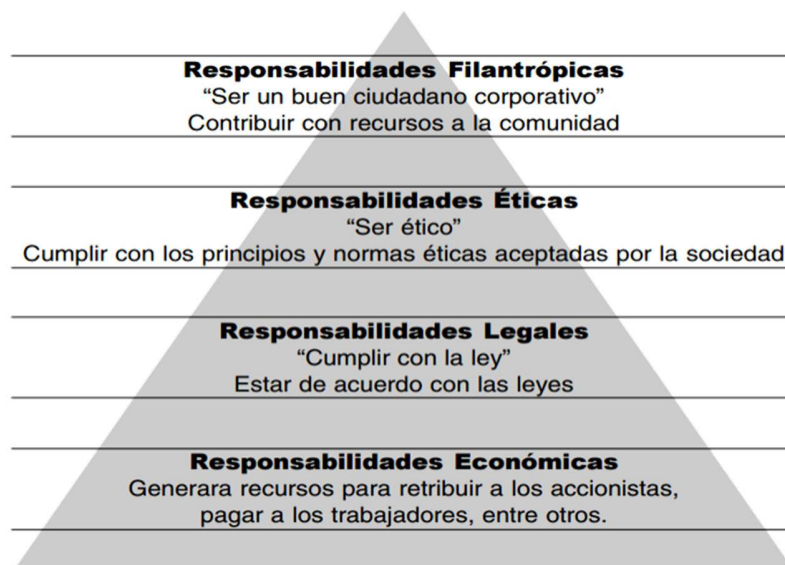 Responsabilidades Filantrópicas
“Ser un buen ciudadano corporativo”
Contribuir con recursos a la comunidad
Responsabilidades Éticas
“Ser ético”
Cumplir con los principios y normas éticas aceptadas por la sociedad
Responsabilidades Legales
“Cumplir con la ley”
Estar de acuerdo con las leyes
Responsabilidades Económicas
Generara recursos para retribuir a los accionistas,
pagar a los trabajadores, entre otros.